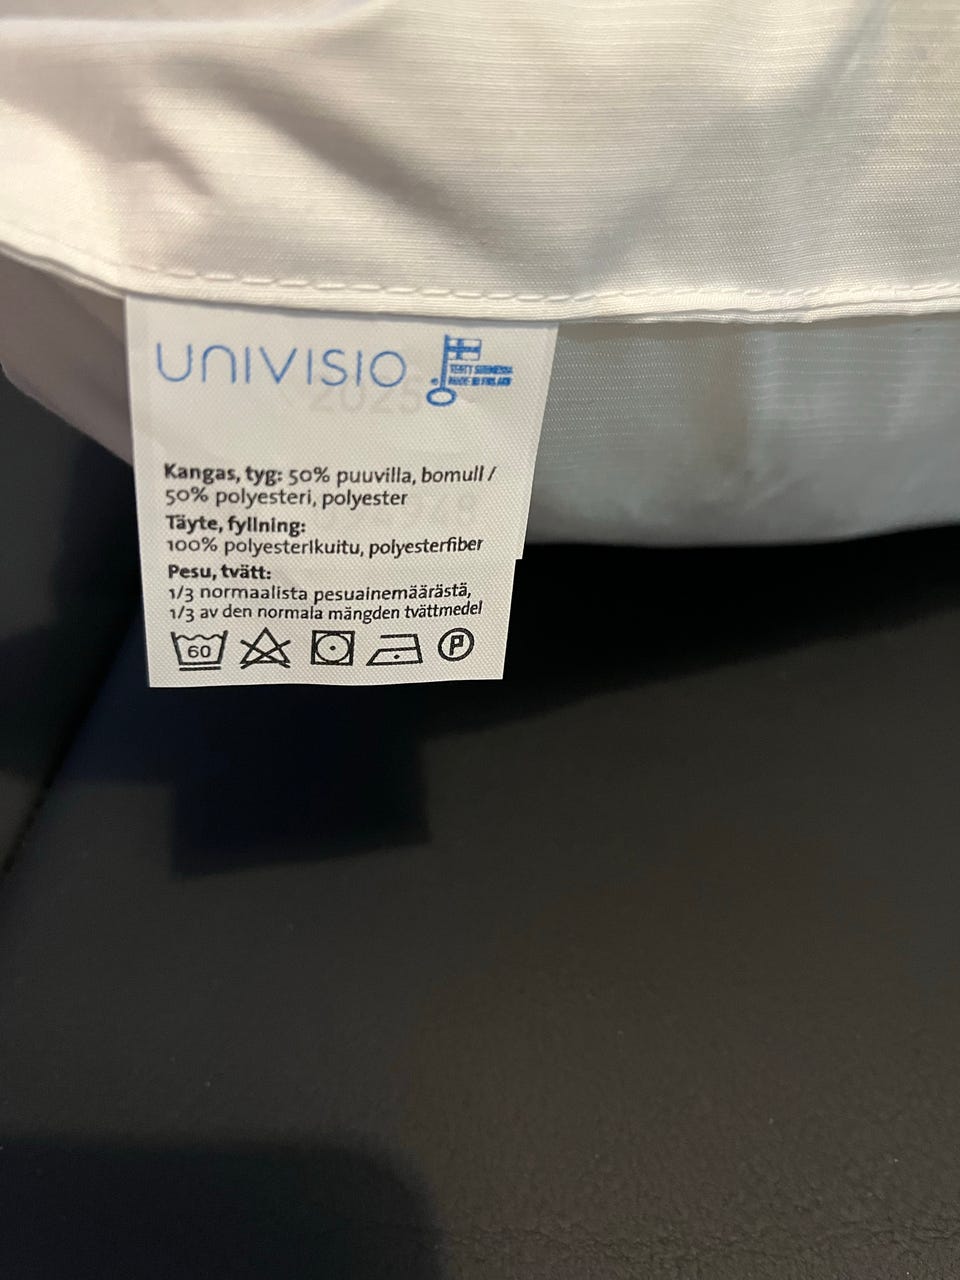 UNIVISIO
TEHTY SUOMESSA
MADE IN FINLAND
2025
Kangas, tyg: 50% puuvilla, bomull /
50% polyesteri, polyester
Täyte, fyllning:
100% polyesterikuitu, polyesterfiber
Pesu, tvätt:
1/3 normaalista pesuainemäärästä,
1/3 av den normala mängden tvättmedel
60
P